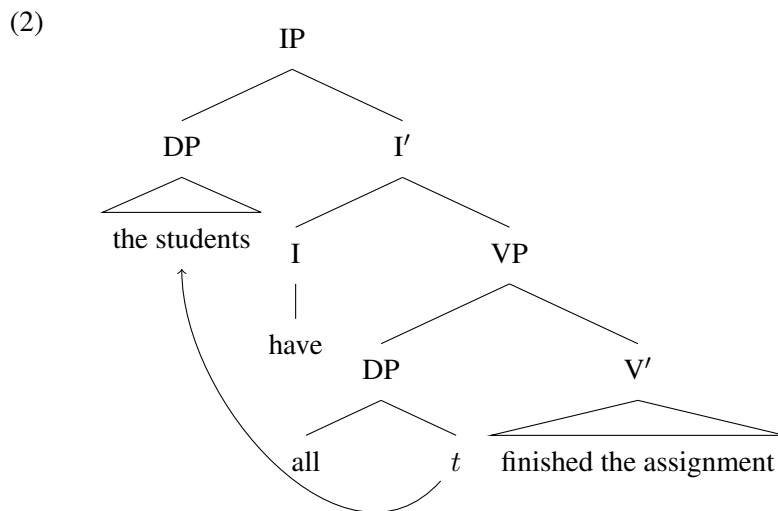 (2)
IP
DP I′
the students I VP
have DP V′
all t finished the assignment